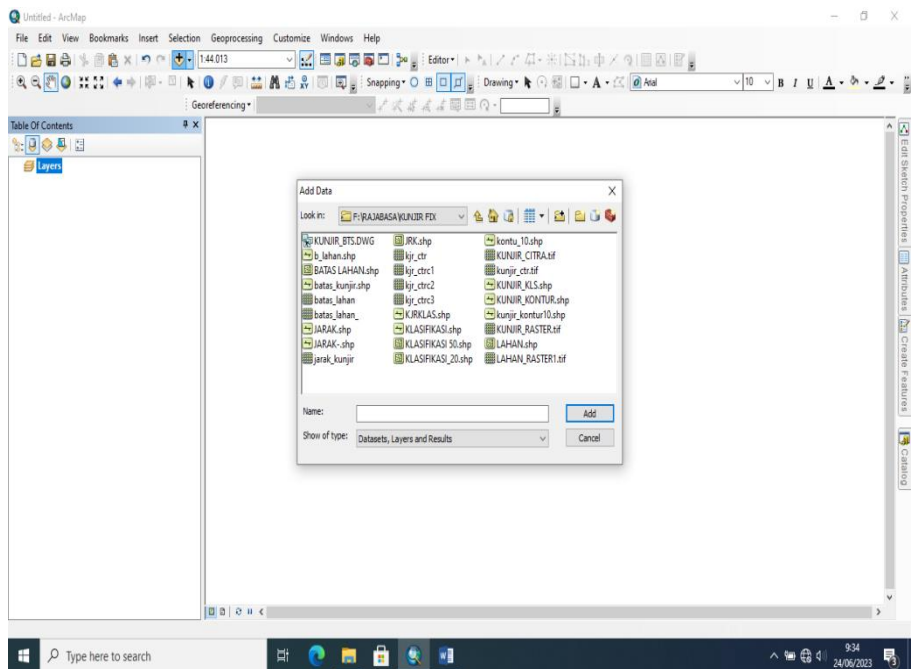 Untitled - ArcMap
File Edit View Bookmarks Insert Selection Geoprocessing Customize Windows Help
1:44.013
Editor
Snapping
Drawing
Arial
10
B I U A
Georeferencing
Table Of Contents
Layers
Add Data
Look in: F:\RAJABASA\KUNJIR FIX
KUNJIR_BTS.DWG
b_lahan.shp
BATAS LAHAN.shp
batas_kunjir.shp
batas_lahan
batas_lahan_
JARAK.shp
JARAK-.shp
jarak_kunjir
JRK.shp
kjr_ctr
kjr_ctrc1
kjr_ctrc2
kjr_ctrc3
KJRKLAS.shp
KLASIFIKASI.shp
KLASIFIKASI 50.shp
KLASIFIKASI_20.shp
kontu_10.shp
KUNJIR_CITRA.tif
kunjir_ctr.tif
KUNJIR_KLS.shp
KUNJIR_KONTUR.shp
kunjir_kontur10.shp
KUNJIR_RASTER.tif
LAHAN.shp
LAHAN_RASTER1.tif
Name:
Add
Show of type: Datasets, Layers and Results
Cancel
Edit Sketch Properties
Attributes
Create Features
Catalog
Type here to search
9:34
24/06/2023